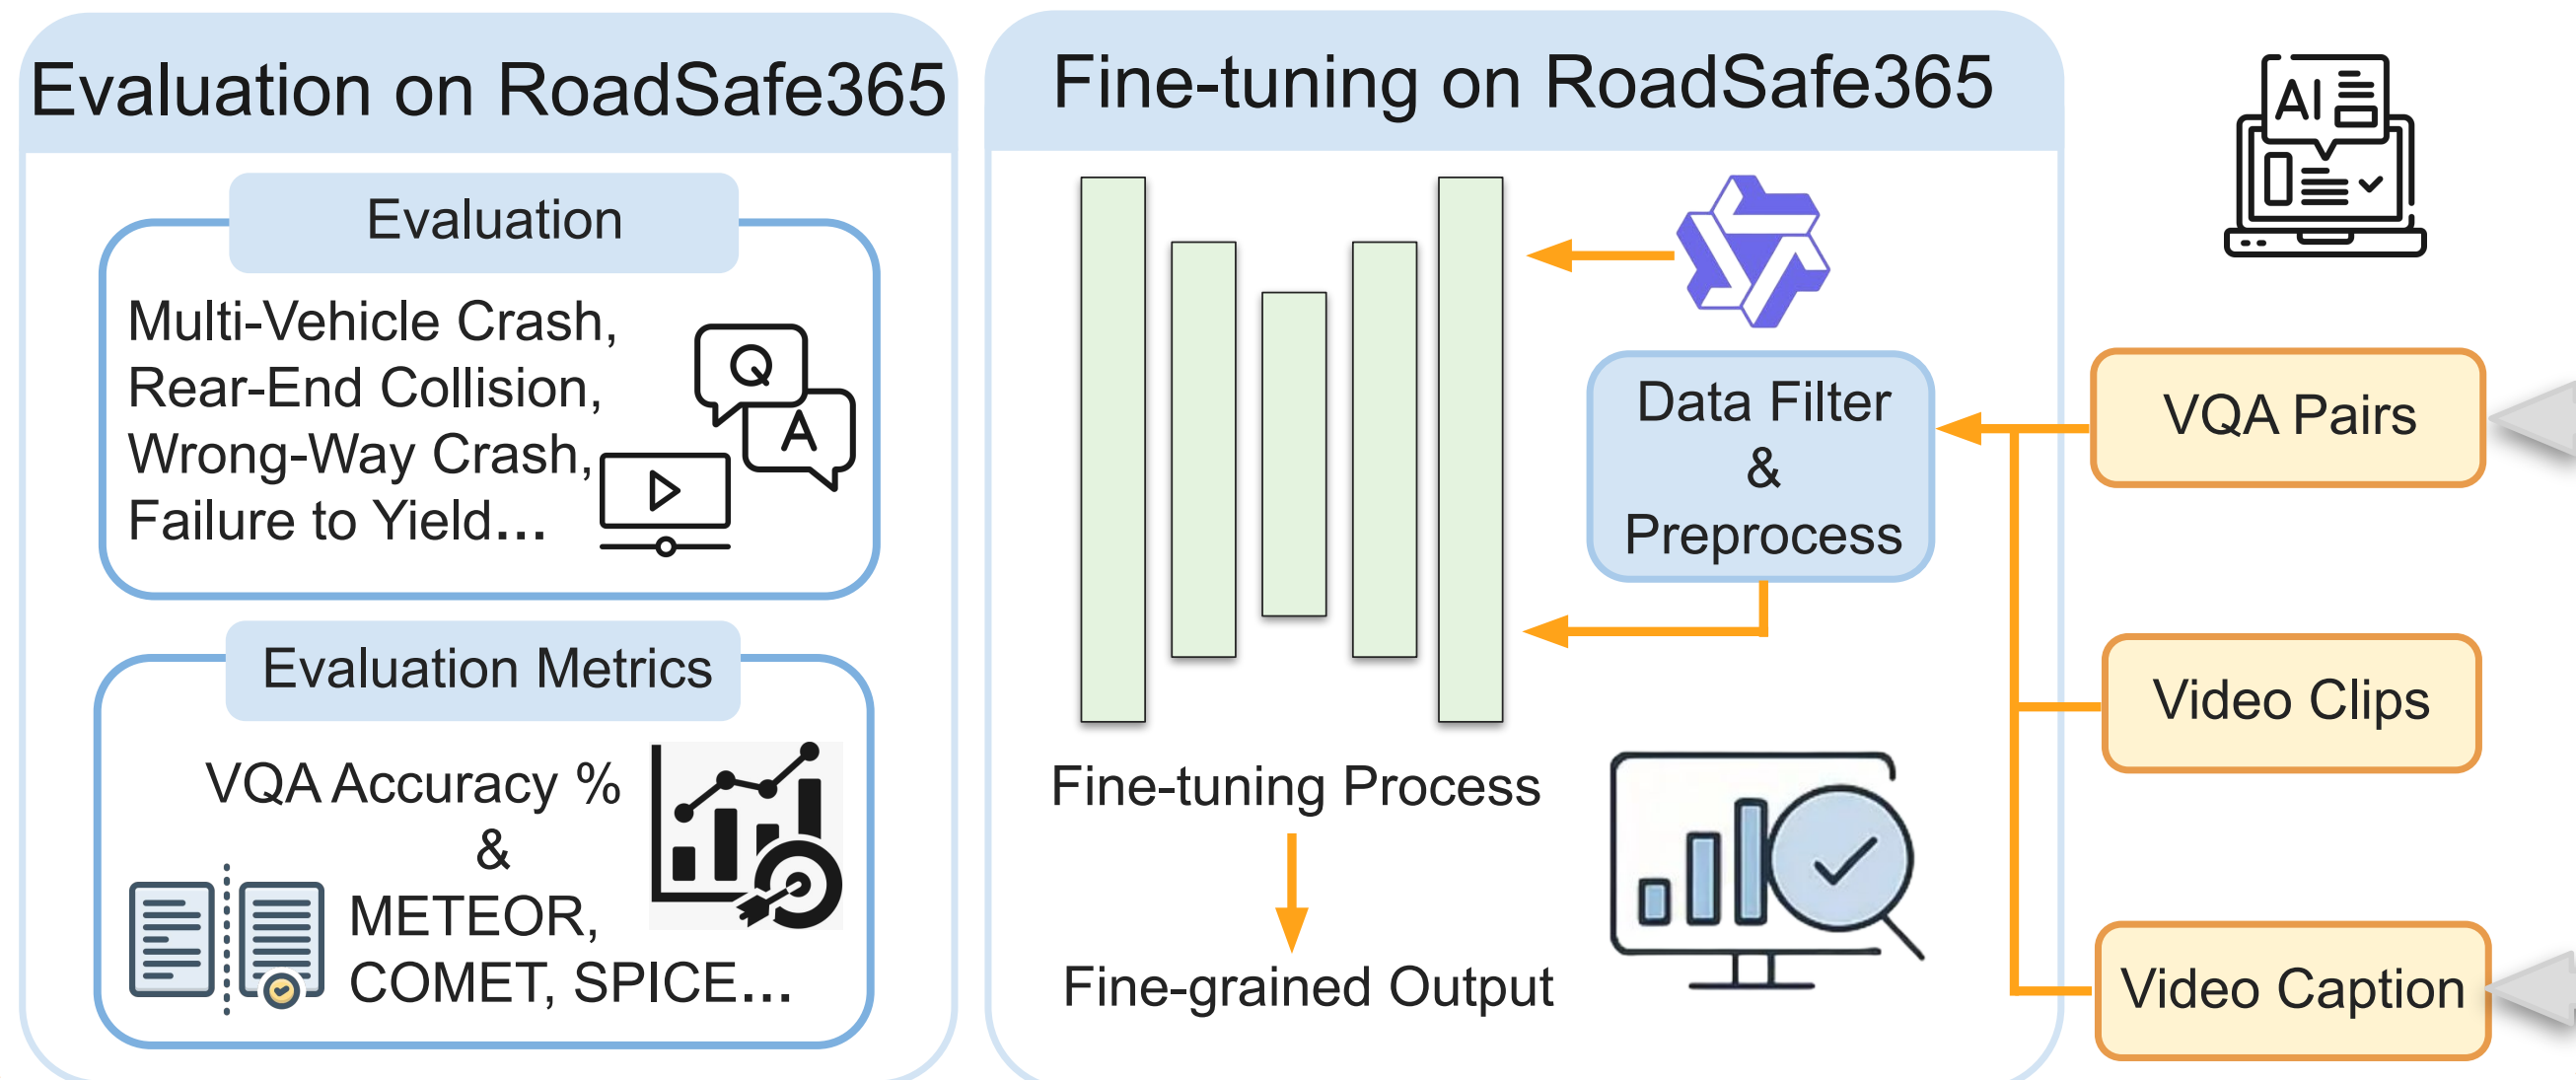 Evaluation on RoadSafe365
Evaluation
Multi-Vehicle Crash,
Rear-End Collision,
Wrong-Way Crash,
Failure to Yield...
Q
A
Evaluation Metrics
VQA Accuracy %
&
METEOR,
COMET, SPICE...
Fine-tuning on RoadSafe365
Data Filter
&
Preprocess
Fine-tuning Process
Fine-grained Output
AI
VQA Pairs
Video Clips
Video Caption